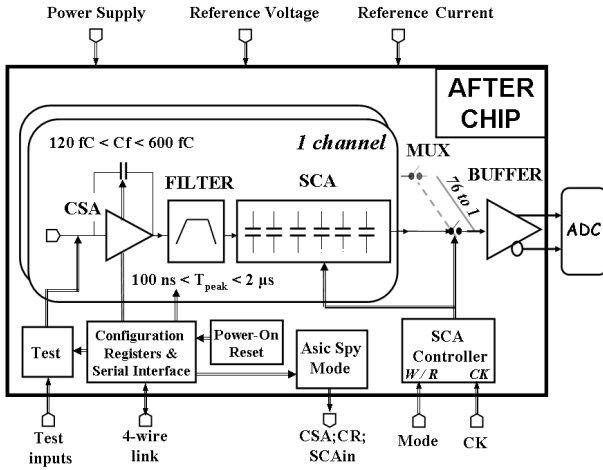 Power Supply
Reference Voltage
Reference Current
AFTER
CHIP
120 fC < Cf < 600 fC
1 channel
MUX
FILTER
SCA
76 to 1
BUFFER
CSA
ADC
100 ns < Tpeak < 2 µs
Test
Configuration
Registers &
Serial Interface
Power-On
Reset
Asic Spy
Mode
SCA
Controller
W / R
CK
Test
inputs
4-wire
link
CSA;CR;
SCAin
Mode
CK